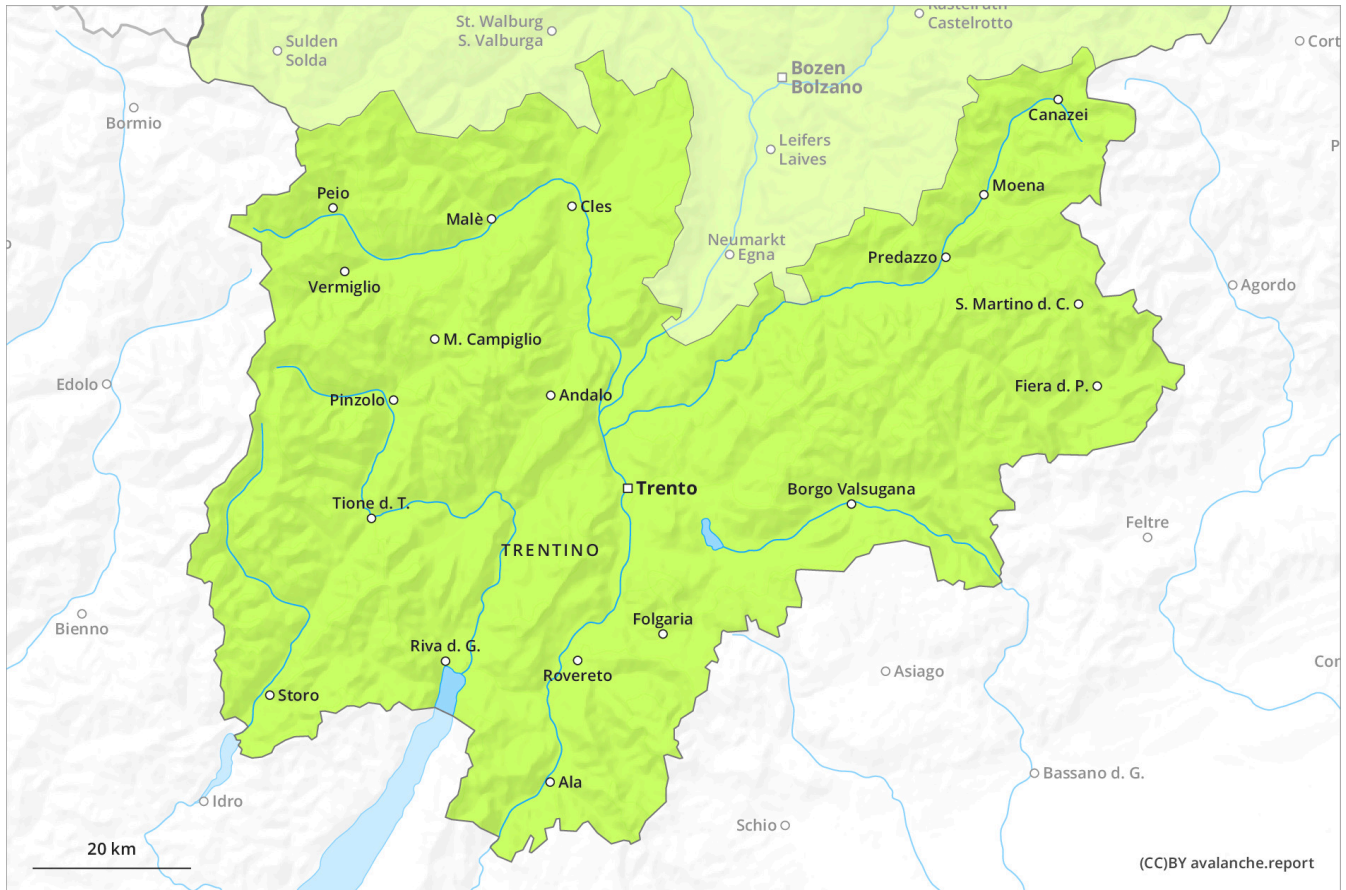 St. Walburg
S. Valburga
Kastelruth
Castelrotto
Sulden
Solda
Cort
Bozen
Bolzano
Bormio
Canazei
Leifers
Laives
P
Peio
Moena
Malè
Cles
Neumarkt
Egna
Predazzo
Vermiglio
Agordo
S. Martino d. C.
M. Campiglio
Edolo
Andalo
Fiera d. P.
Pinzolo
Trento
Borgo Valsugana
Tione d. T.
Feltre
TRENTINO
Bienno
Folgaria
Riva d. G.
Asiago
Cor
Rovereto
Storo
Ala
Bassano d. G.
Idro
Schio
20 km
(CC)BY avalanche.report